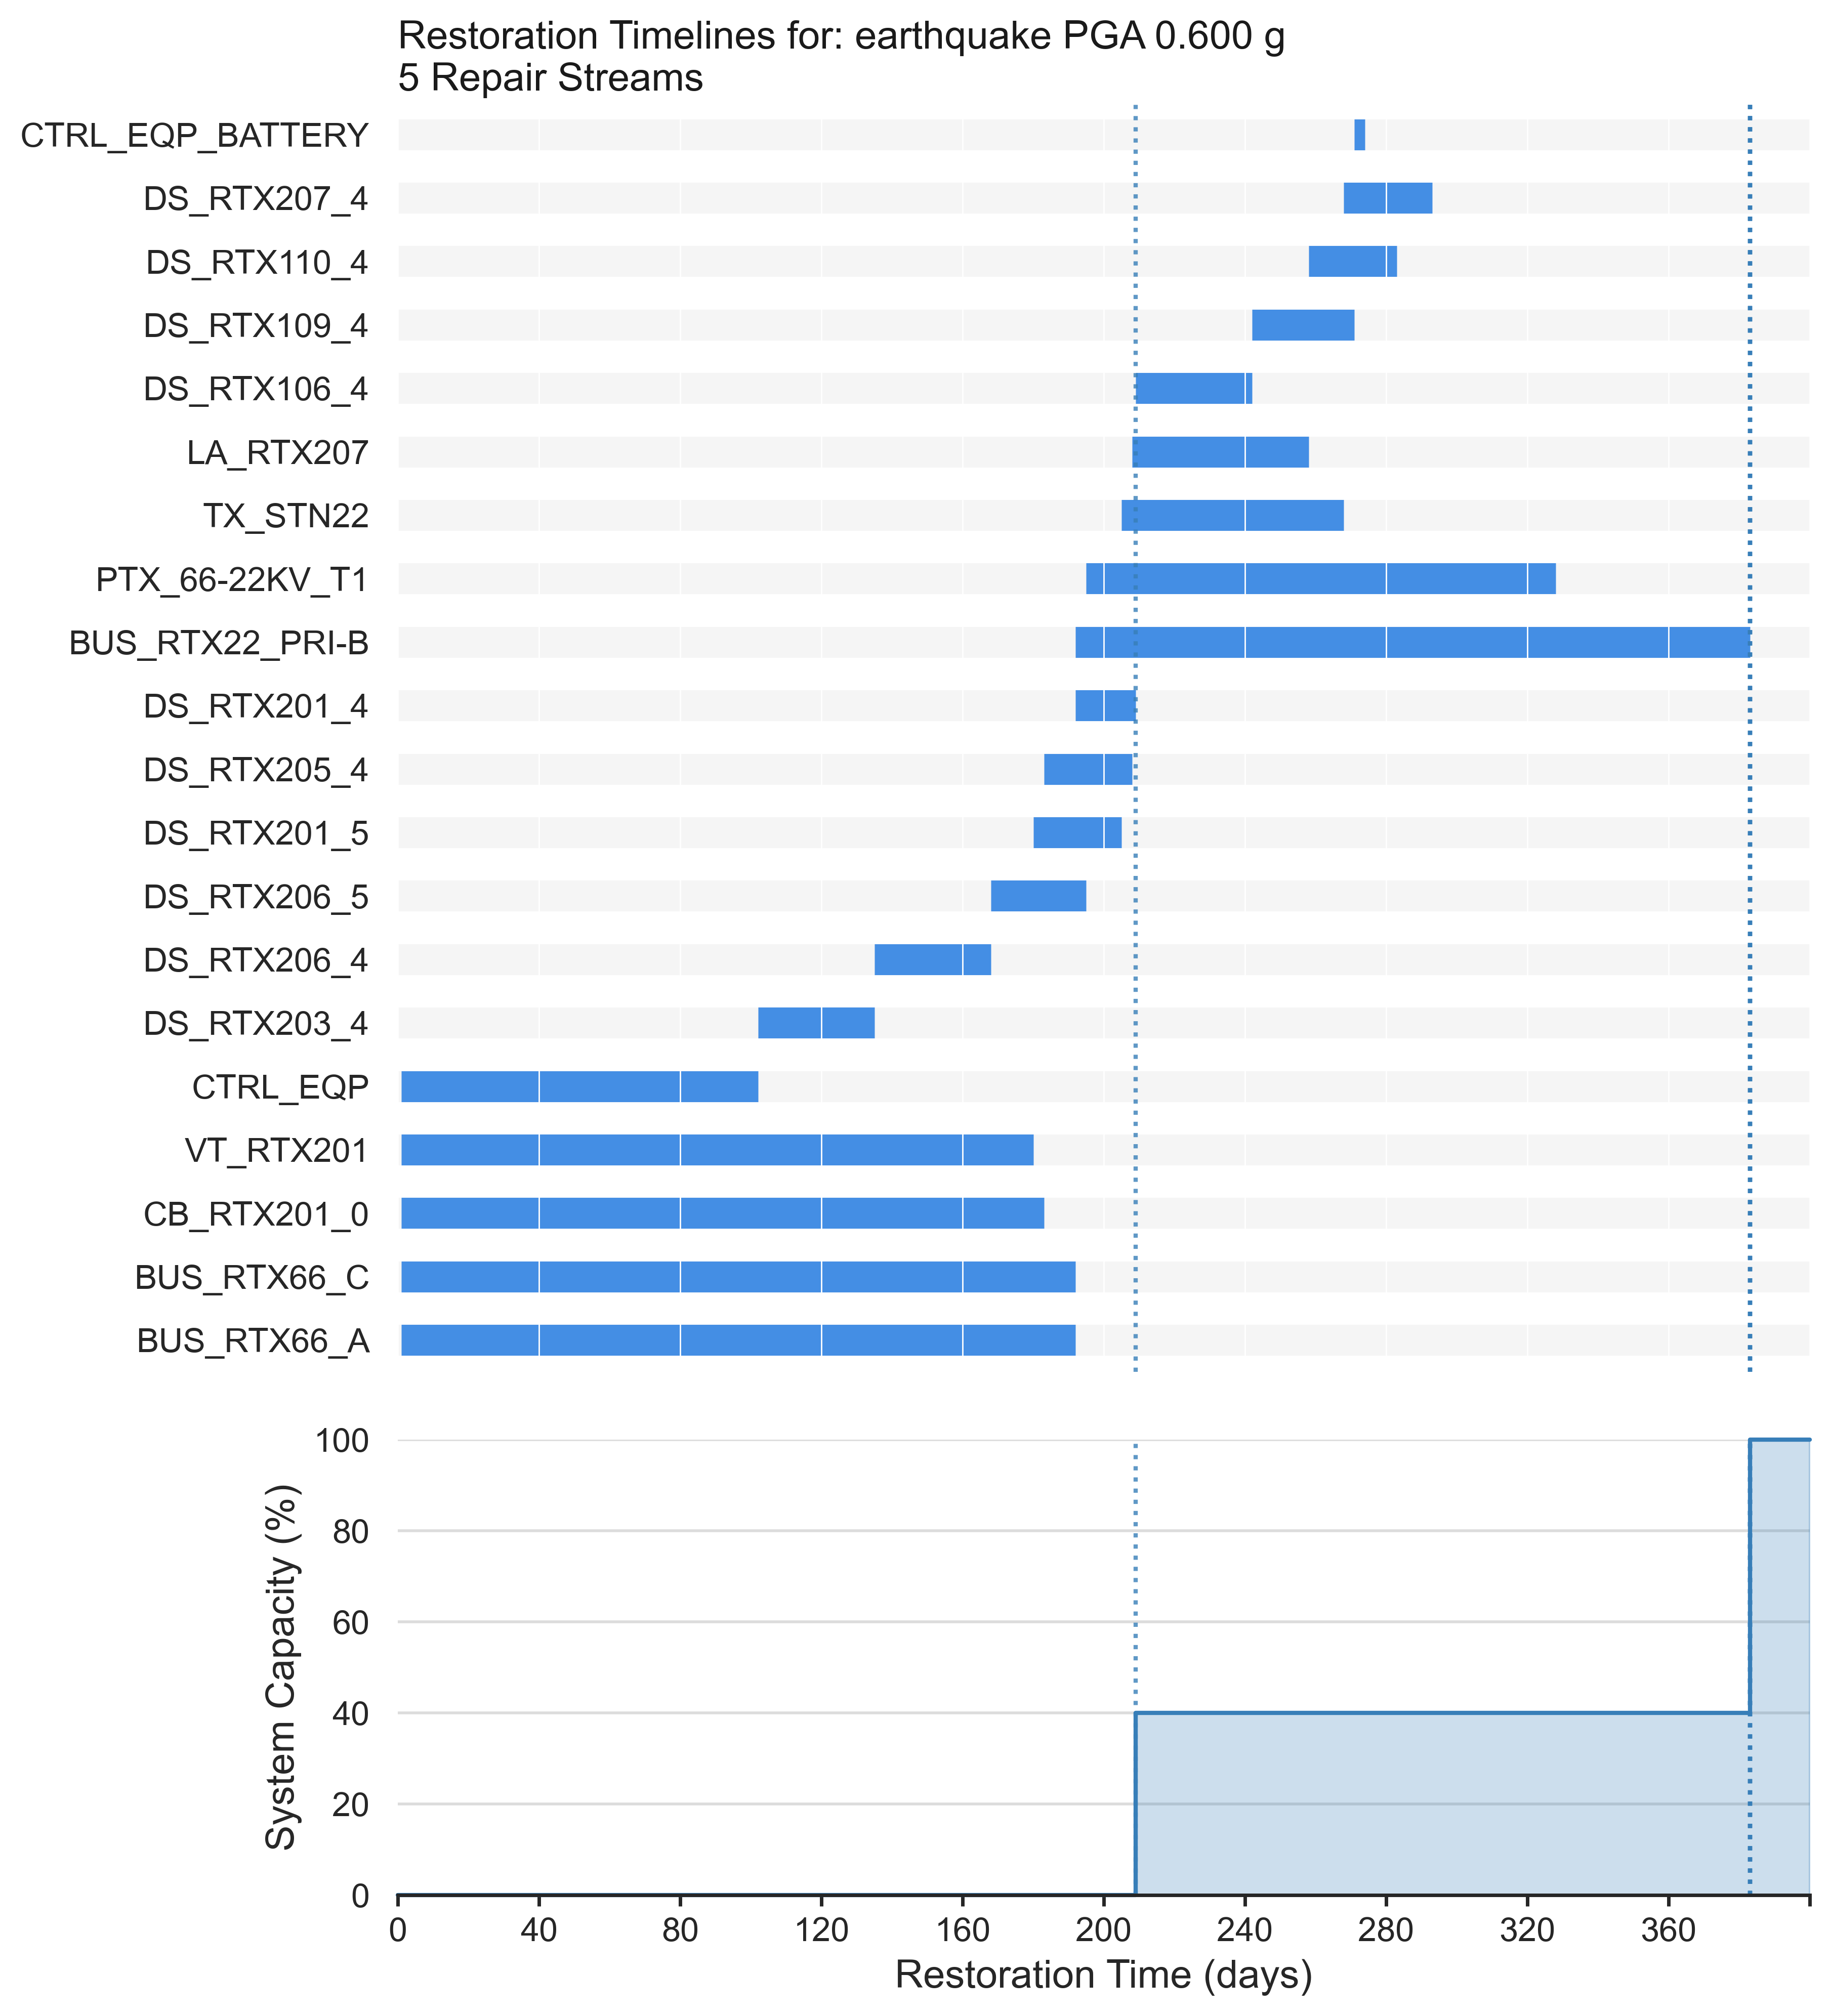 Restoration Timelines for: earthquake PGA 0.600 g
5 Repair Streams
CTRL_EQP_BATTERY
DS_RTX207_4
DS_RTX110_4
DS_RTX109_4
DS_RTX106_4
LA_RTX207
TX_STN22
PTX_66-22KV_T1
BUS_RTX22_PRI-B
DS_RTX201_4
DS_RTX205_4
DS_RTX201_5
DS_RTX206_5
DS_RTX206_4
DS_RTX203_4
CTRL_EQP
VT_RTX201
CB_RTX201_0
BUS_RTX66_C
BUS_RTX66_A
System Capacity (%)
100
80
60
40
20
0
0 40 80 120 160 200 240 280 320 360
Restoration Time (days)